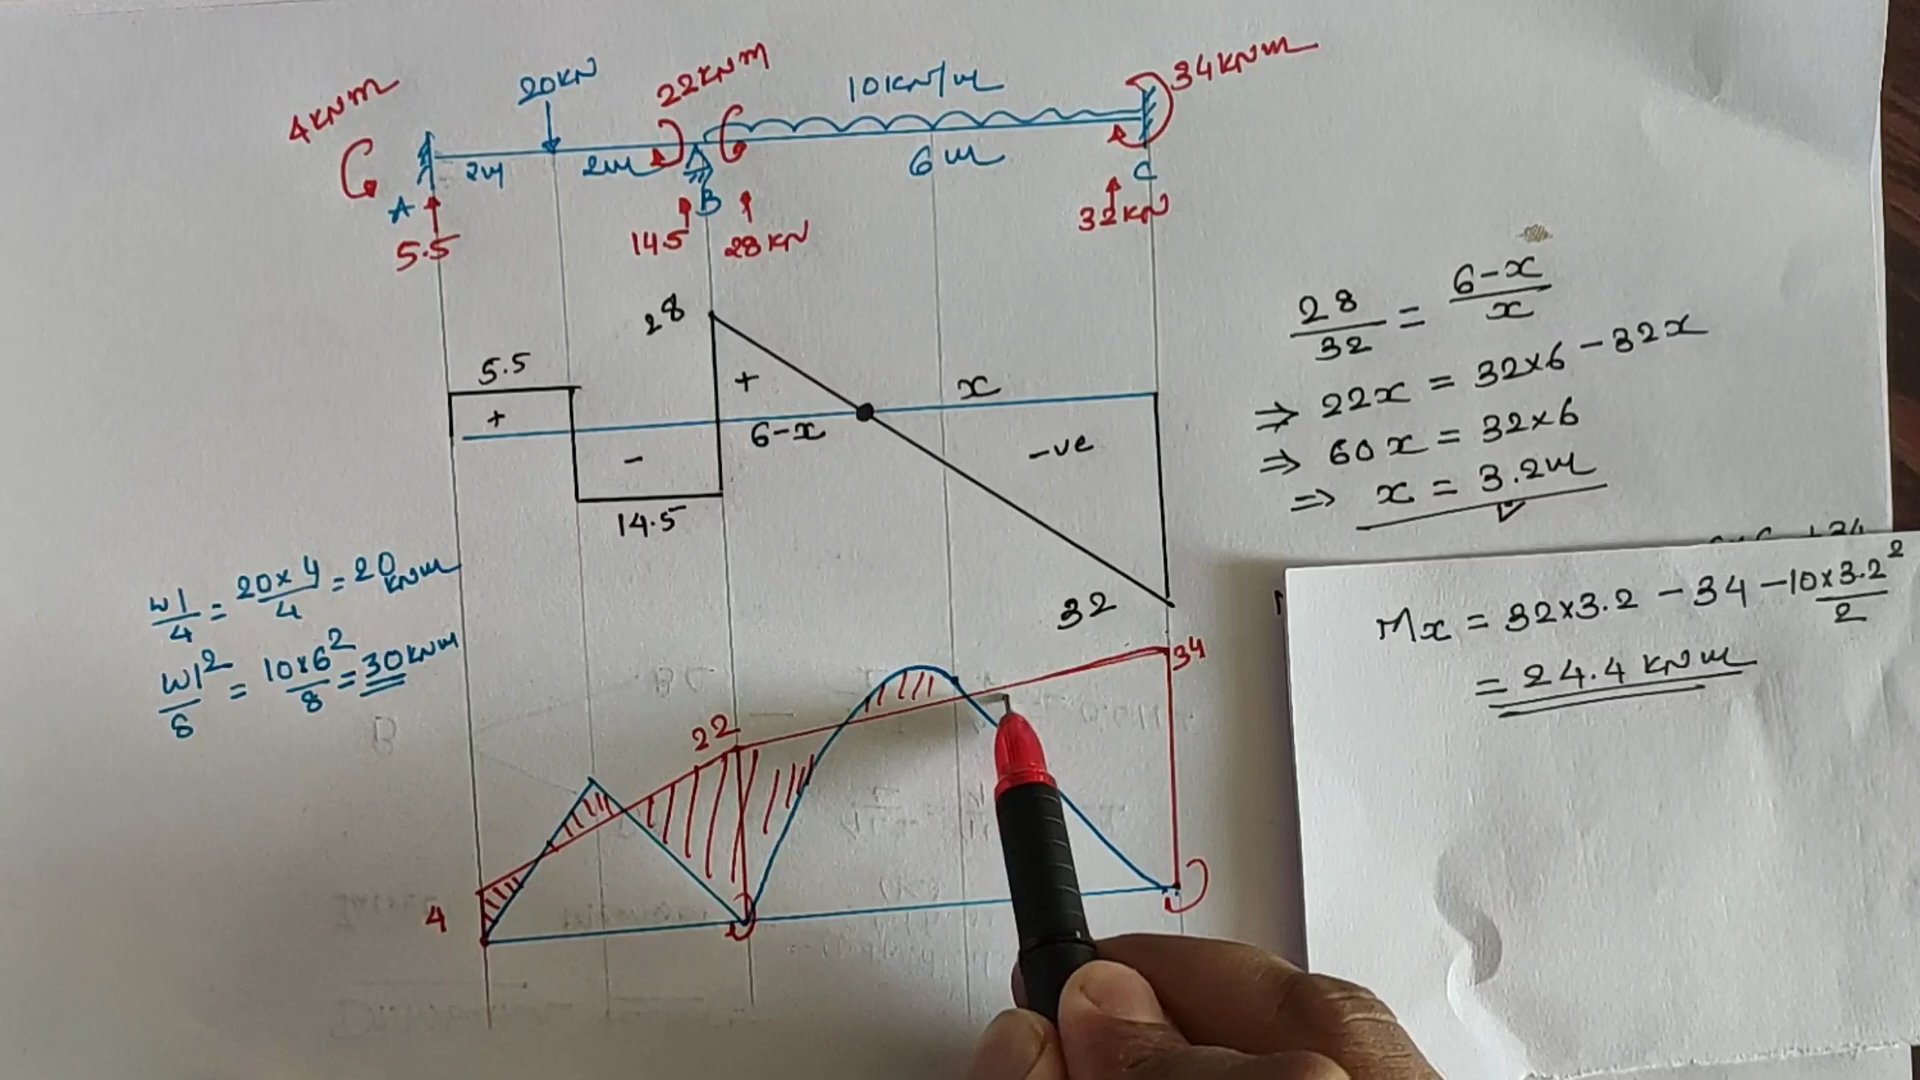 4KNM
20KN
22KNM
10KN/M
34KNM
2M
2M
6M
A
B
C
5.5
14.5
28KN
32KN
28
5.5
+
-
14.5
+
6-x
x
-ve
32
28/32 = 6-x/x
⇒ 22x = 32×6 - 32x
⇒ 60x = 32×6
⇒ x = 3.2M
wl/4 = 20×4/4 = 20 KNM
wl²/8 = 10×6²/8 = 30KNM
Mx = 32×3.2 - 34 - 10×3.2²/2
= 24.4 KNM
34
22
4